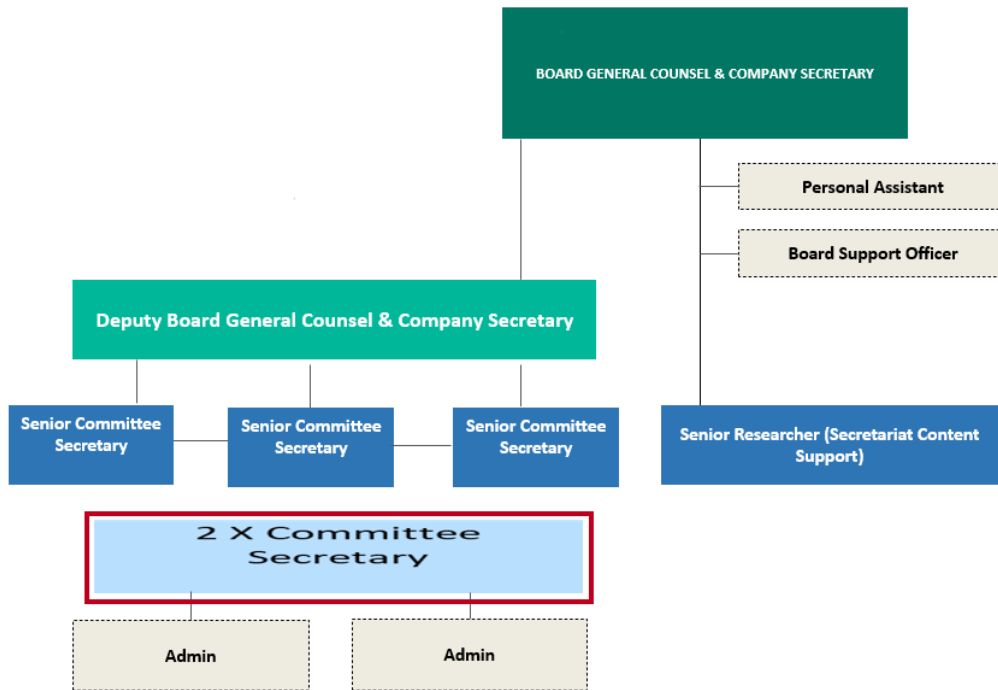 BOARD GENERAL COUNSEL & COMPANY SECRETARY
Personal Assistant
Board Support Officer
Deputy Board General Counsel & Company Secretary
Senior Committee
Secretary
Senior Committee
Secretary
Senior Committee
Secretary
Senior Researcher (Secretariat Content
Support)
2 X Committee
Secretary
Admin
Admin